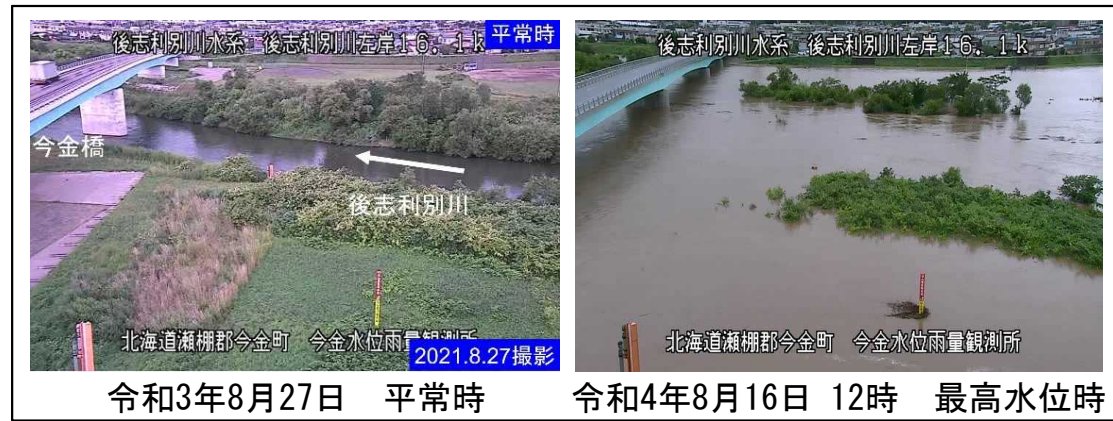 平常時
後志利別川水系 後志利別川左岸16.1k
今金橋
後志利別川
北海道瀬棚郡今金町 今金水位雨量観測所
2021.8.27撮影
令和3年8月27日 平常時
後志利別川水系 後志利別川左岸16.1k
北海道瀬棚郡今金町 今金水位雨量観測所
令和4年8月16日 12時 最高水位時